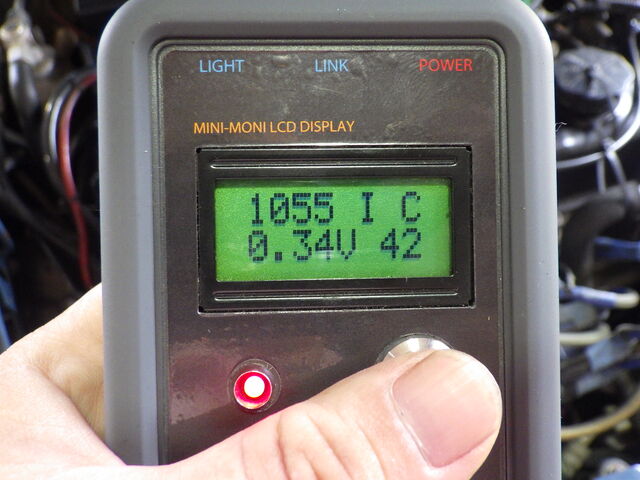 LIGHT LINK POWER
MINI-MONI LCD DISPLAY
1055 I C
0.34V 42